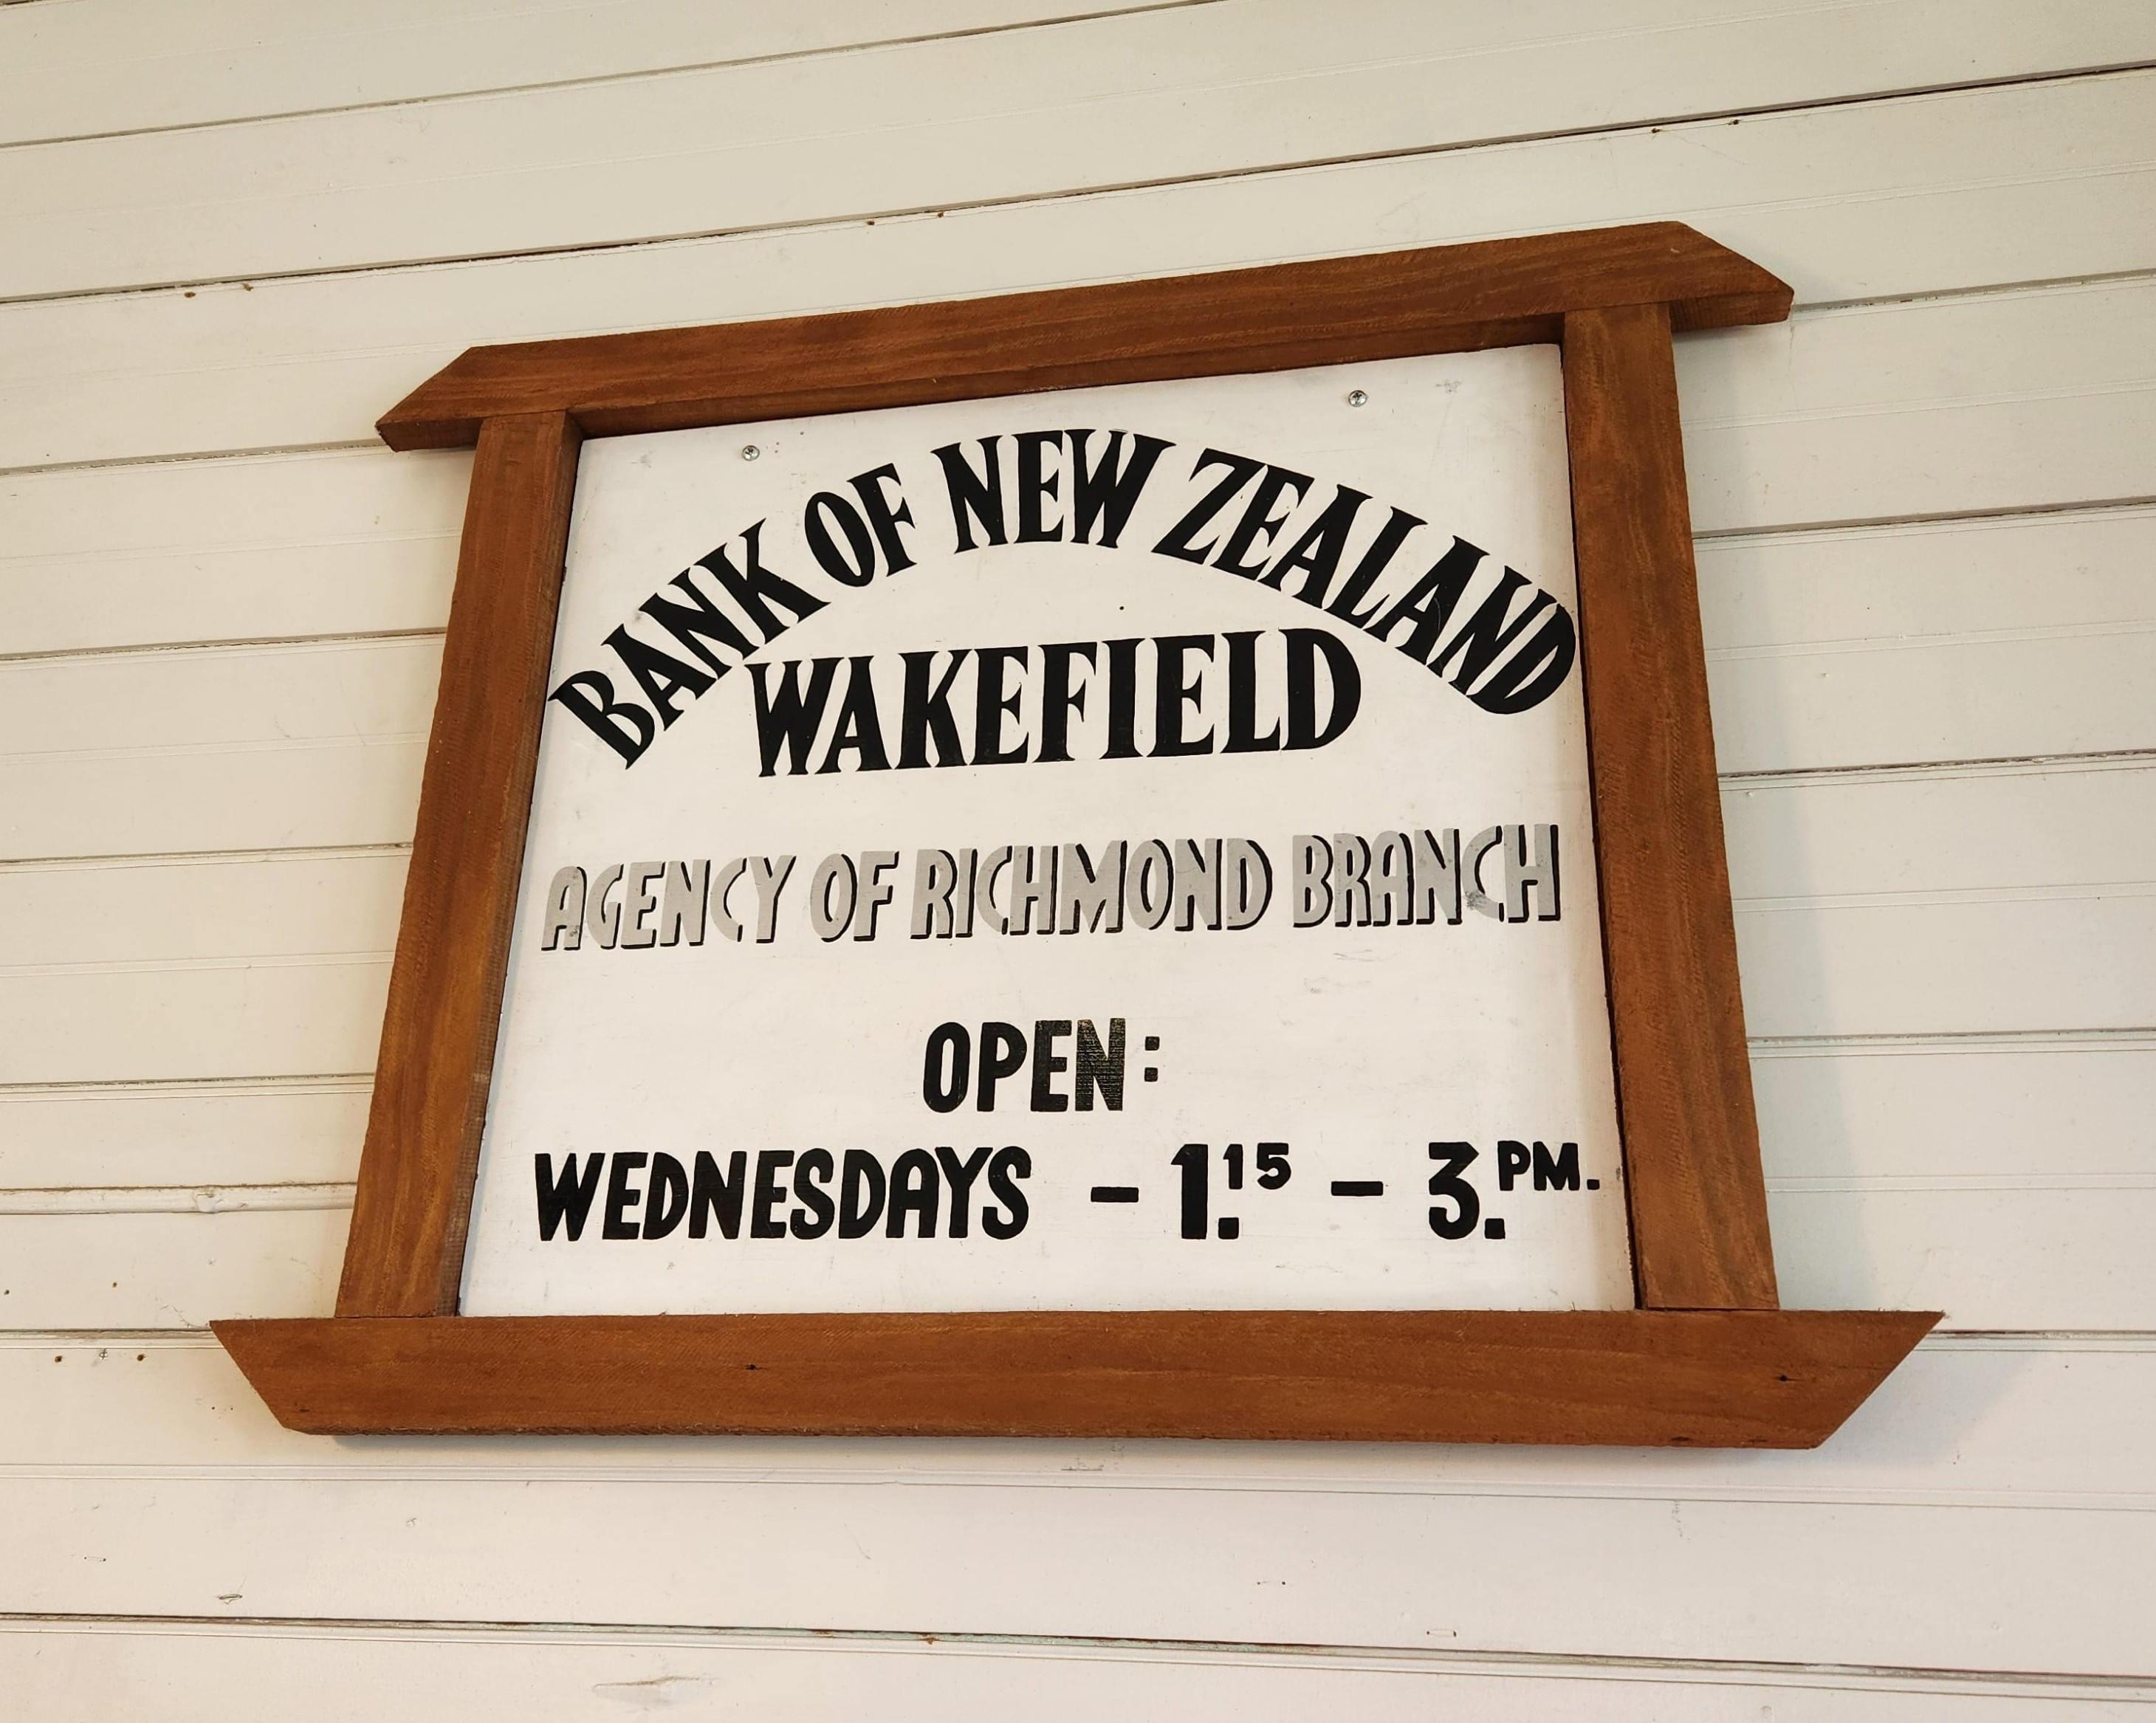 BANK OF NEW ZEALAND
WAKEFIELD
AGENCY OF RICHMOND BRANCH
OPEN:
WEDNESDAYS - 1.15 - 3.PM.